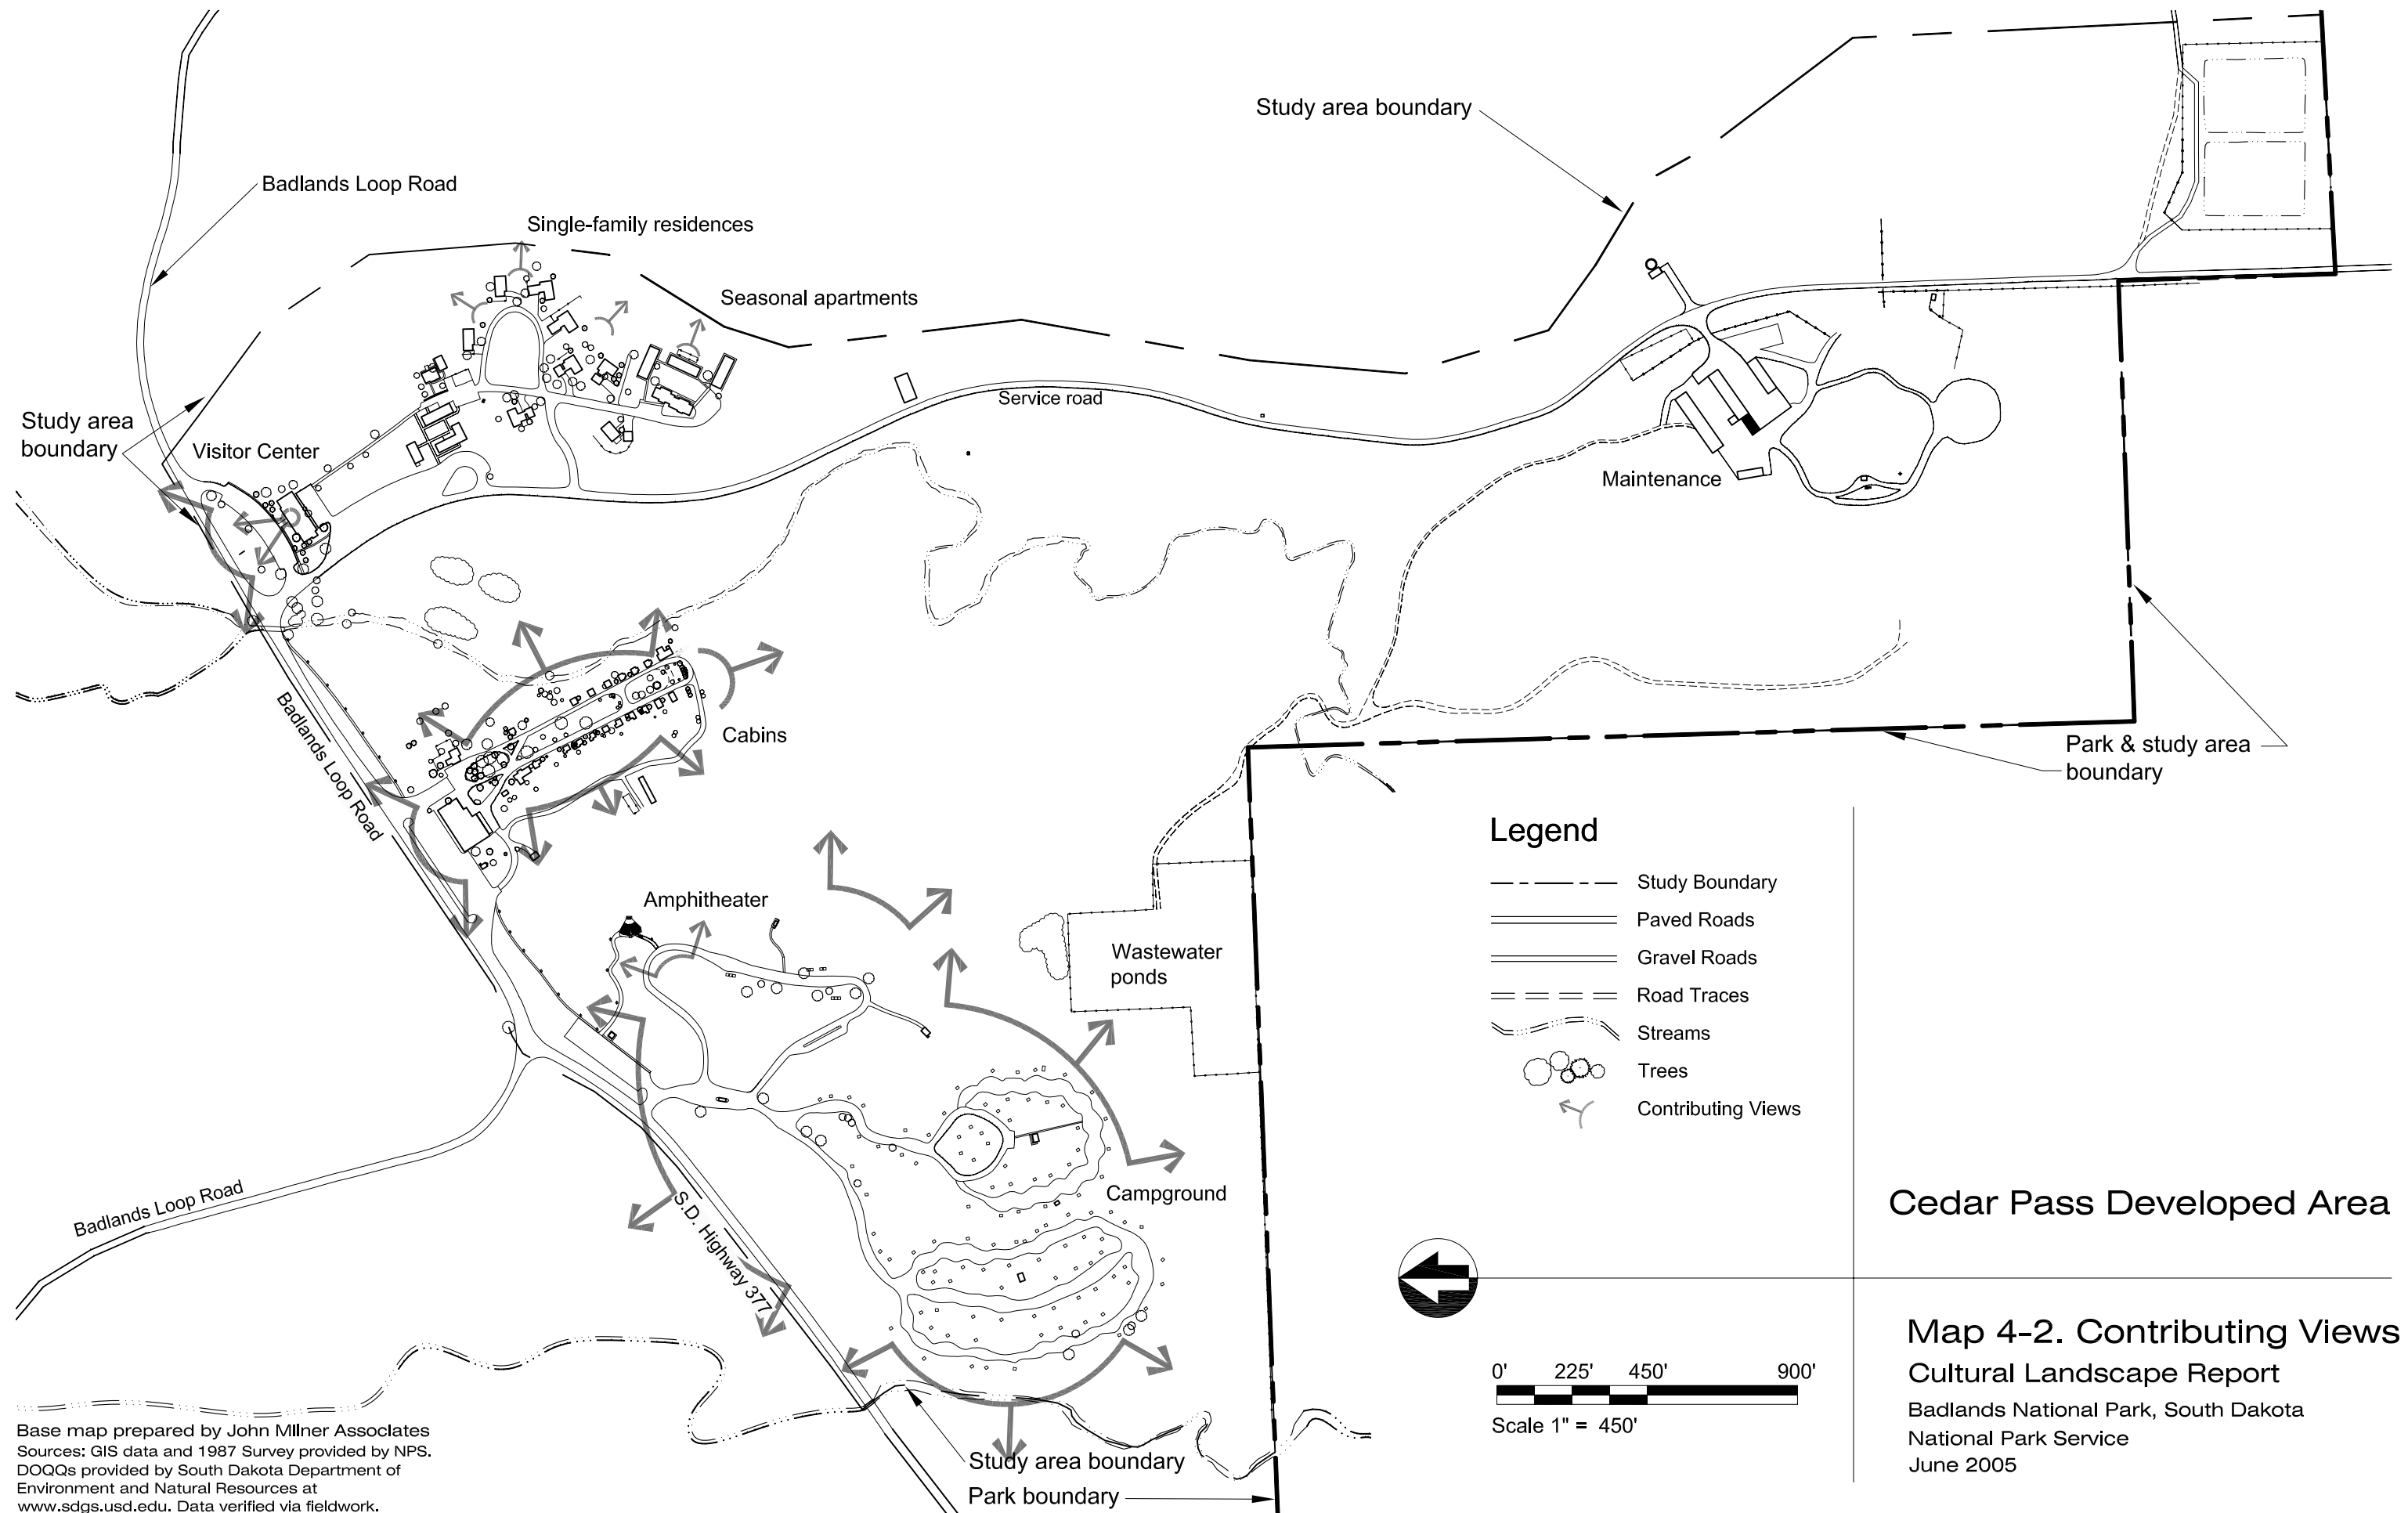 Study area boundary
Badlands Loop Road
Single-family residences
Seasonal apartments
Service road
Study area
boundary
Visitor Center
Maintenance
Badlands Loop Road
Cabins
Park & study area
boundary
Amphitheater
Wastewater
ponds
Campground
Badlands Loop Road
S.D. Highway 377
Study area boundary
Park boundary
Legend
Study Boundary
Paved Roads
Gravel Roads
Road Traces
Streams
Trees
Contributing Views
0' 225' 450' 900'
Scale 1" = 450'
Cedar Pass Developed Area
Map 4-2. Contributing Views
Cultural Landscape Report
Badlands National Park, South Dakota
National Park Service
June 2005
Base map prepared by John Milner Associates
Sources: GIS data and 1987 Survey provided by NPS.
DOQQs provided by South Dakota Department of
Environment and Natural Resources at
www.sdgs.usd.edu. Data verified via fieldwork.